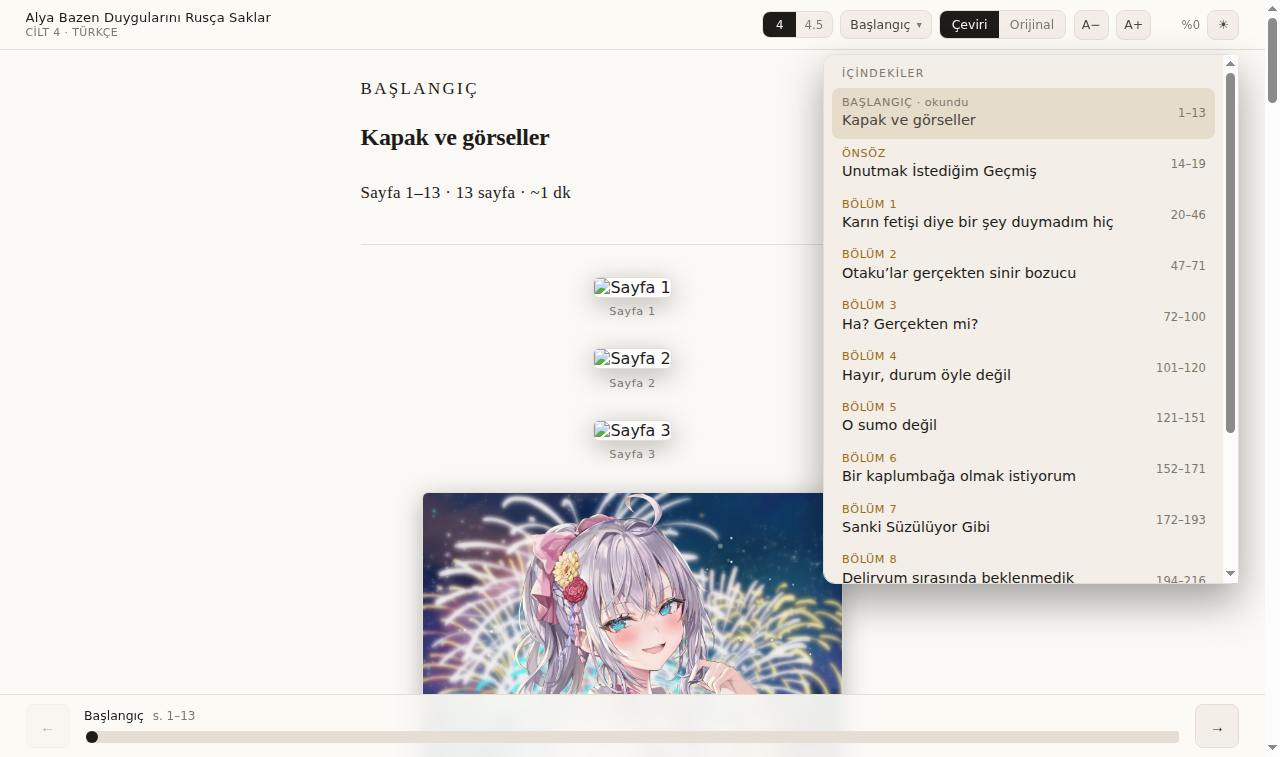 Alya Bazen Duygularını Rusça Saklar
CİLT 4 · TÜRKÇE
4 4.5 Başlangıç ▾ Çeviri Orijinal A− A+ %0 ☀
BAŞLANGIÇ
Kapak ve görseller
Sayfa 1–13 · 13 sayfa · ~1 dk
Sayfa 1
Sayfa 1
Sayfa 2
Sayfa 2
Sayfa 3
Sayfa 3
İÇİNDEKİLER
BAŞLANGIÇ · okundu
Kapak ve görseller 1–13
ÖNSÖZ
Unutmak İstediğim Geçmiş 14–19
BÖLÜM 1
Karın fetişi diye bir şey duymadım hiç 20–46
BÖLÜM 2
Otaku’lar gerçekten sinir bozucu 47–71
BÖLÜM 3
Ha? Gerçekten mi? 72–100
BÖLÜM 4
Hayır, durum öyle değil 101–120
BÖLÜM 5
O sumo değil 121–151
BÖLÜM 6
Bir kaplumbağa olmak istiyorum 152–171
BÖLÜM 7
Sanki Süzülüyor Gibi 172–193
BÖLÜM 8
Deliryum sırasında beklenmedik 194–216
← Başlangıç s. 1–13 →